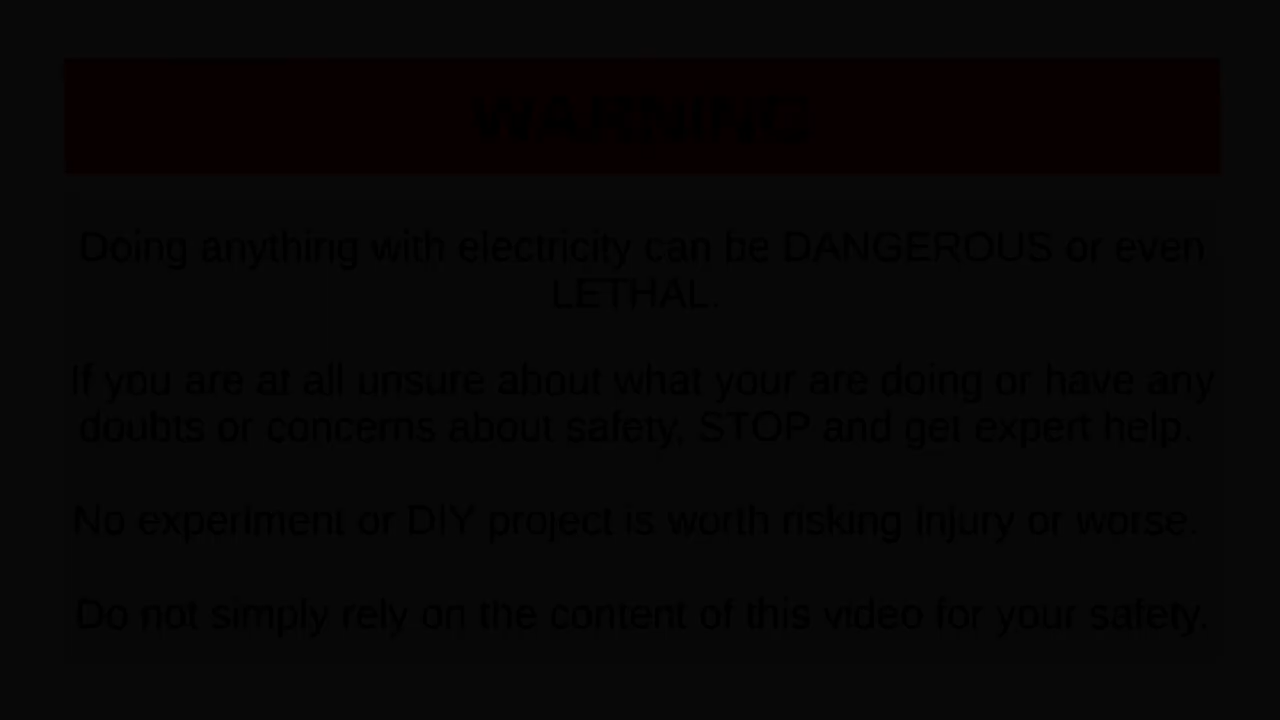 WARNING
Doing anything with electricity can be DANGEROUS or even
LETHAL.
If you are at all unsure about what your are doing or have any
doubts or concerns about safety, STOP and get expert help.
No experiment or DIY project is worth risking injury or worse.
Do not simply rely on the content of this video for your safety.